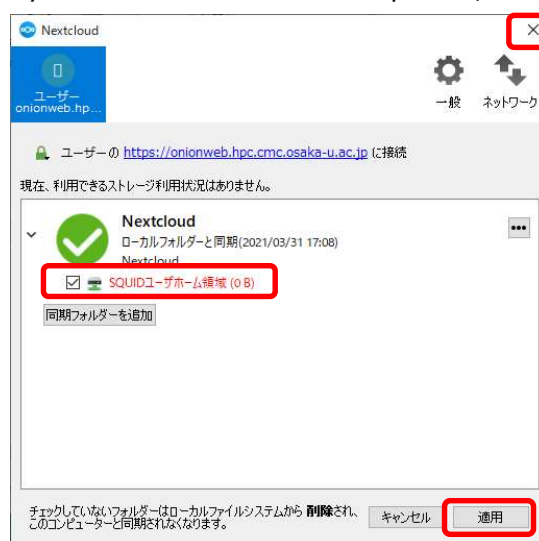 Nextcloud
ユーザー
onionweb.hp...
一般
ネットワーク
ユーザーの https://onionweb.hpc.cmc.osaka-u.ac.jp に接続
現在、利用できるストレージ利用状況はありません。
Nextcloud
ローカルフォルダーと同期(2021/03/31 17:08)
Nextcloud
SQUIDユーザホーム領域 (0 B)
同期フォルダーを追加
チェックしていないフォルダーはローカルファイルシステムから 削除され、
このコンピューターと同期されなくなります。
キャンセル
適用